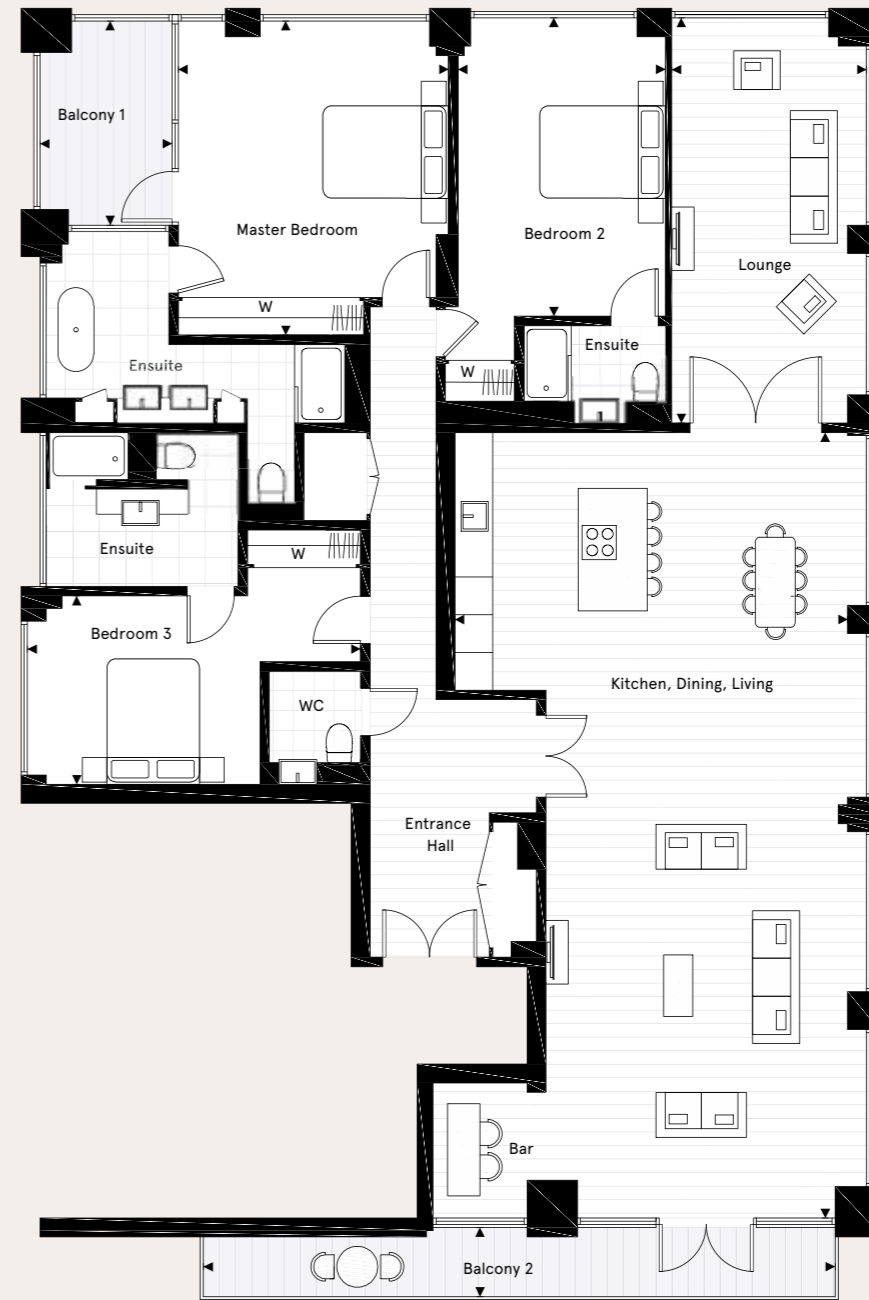 Balcony 1
Master Bedroom
Bedroom 2
Lounge
W
Ensuite
W
Ensuite
Ensuite
W
Bedroom 3
WC
Kitchen, Dining, Living
Entrance
Hall
Bar
Balcony 2